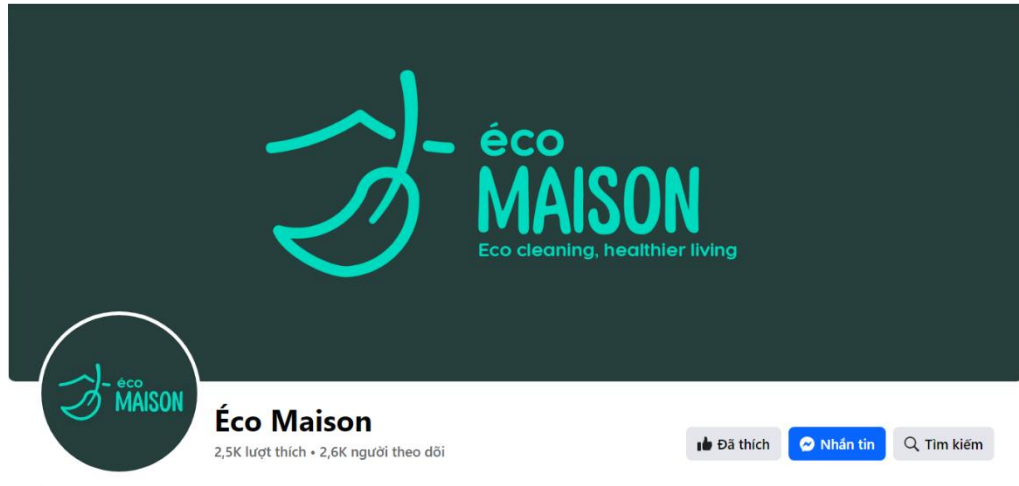 éco
MAISON
Eco cleaning, healthier living
éco
MAISON
Éco Maison
2,5K lượt thích • 2,6K người theo dõi
Đã thích
Nhắn tin
Tìm kiếm